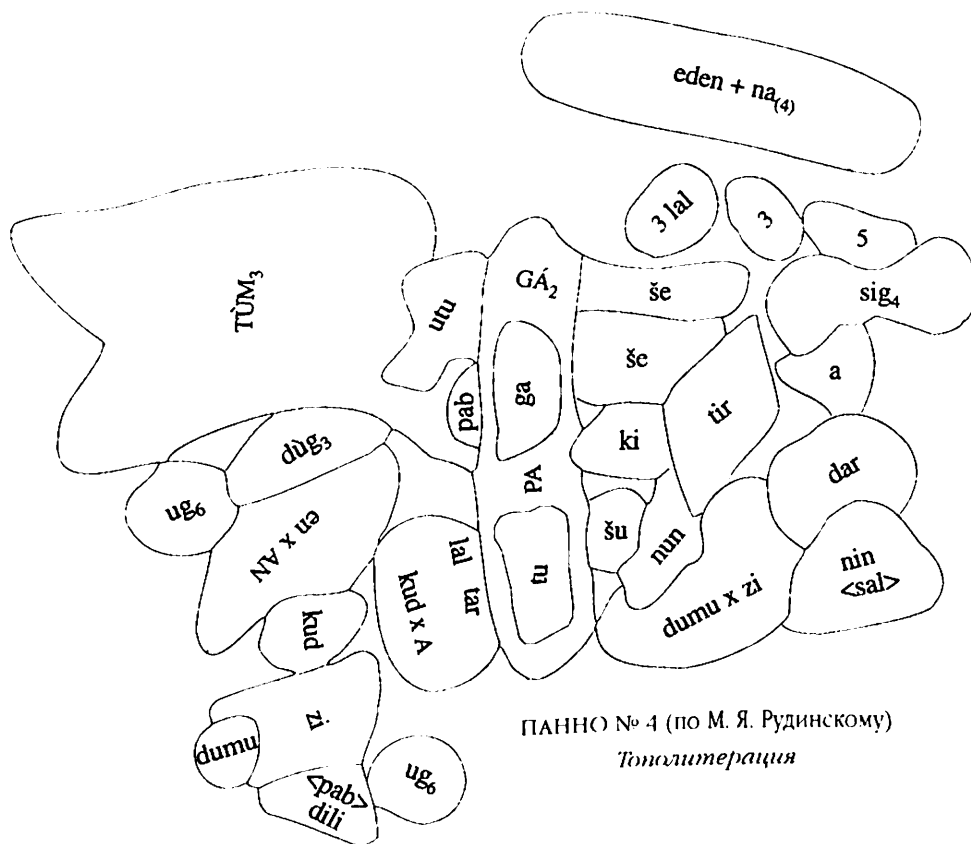 eden + na(4)
3 lal
3
5
TÙM₃
utu
GÁ₂
še
sig₄
še
a
pab
ga
tir
dùg₃
ki
dar
ug₆
PA
en x AN
šu
nun
nin
<sal>
lal tar
kud x A
tu
dumu x zi
kud
zi
dumu
<pab>
dili
ug₆
ПАННО № 4 (по М. Я. Рудинскому)
Тополитерация